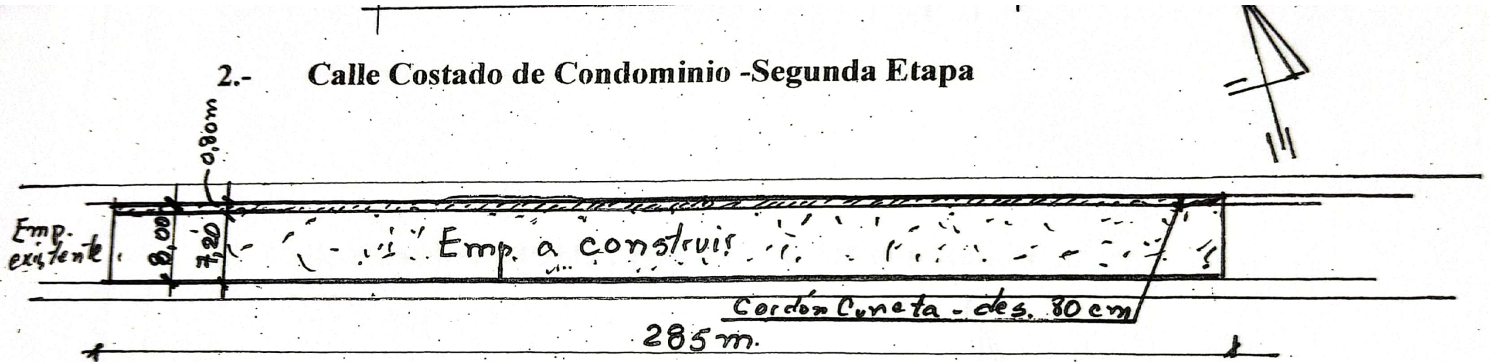 2.- Calle Costado de Condominio -Segunda Etapa
0,80m
Emp.
existente
8,00
7,20
Emp. a construir
Cordón Cuneta - des. 80 cm
285 m.